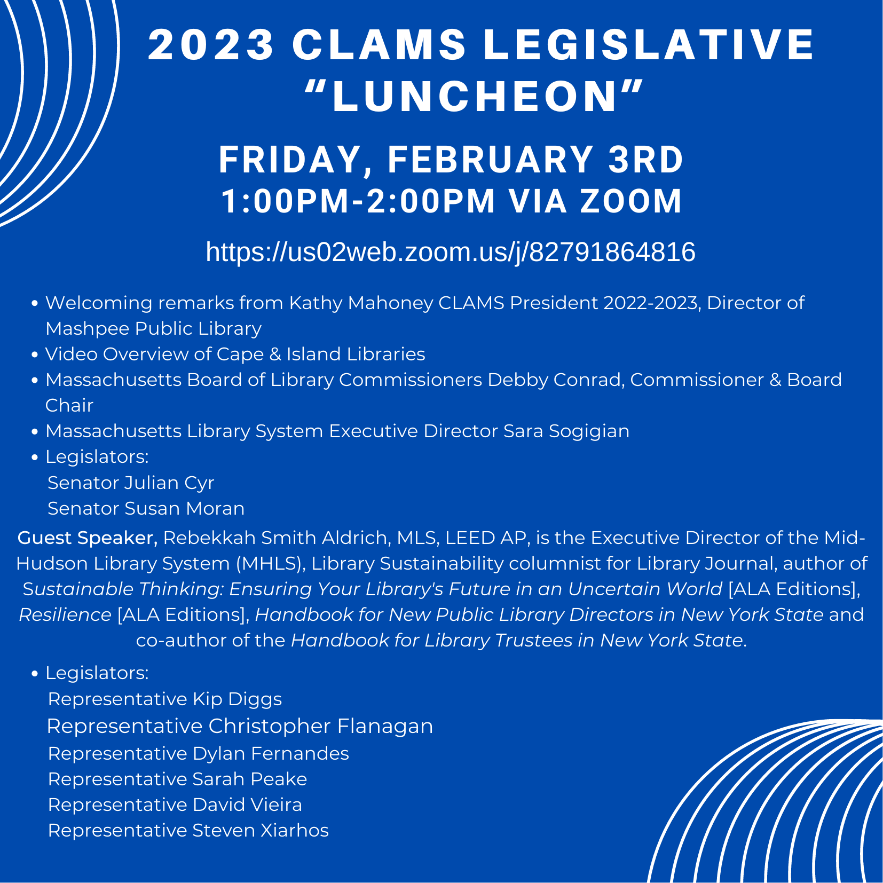 2023 CLAMS LEGISLATIVE
“LUNCHEON”
FRIDAY, FEBRUARY 3RD
1:00PM-2:00PM VIA ZOOM
https://us02web.zoom.us/j/82791864816
• Welcoming remarks from Kathy Mahoney CLAMS President 2022-2023, Director of
Mashpee Public Library
• Video Overview of Cape & Island Libraries
• Massachusetts Board of Library Commissioners Debby Conrad, Commissioner & Board
Chair
• Massachusetts Library System Executive Director Sara Sogigian
• Legislators:
Senator Julian Cyr
Senator Susan Moran
Guest Speaker, Rebekkah Smith Aldrich, MLS, LEED AP, is the Executive Director of the Mid-
Hudson Library System (MHLS), Library Sustainability columnist for Library Journal, author of
Sustainable Thinking: Ensuring Your Library's Future in an Uncertain World [ALA Editions],
Resilience [ALA Editions], Handbook for New Public Library Directors in New York State and
co-author of the Handbook for Library Trustees in New York State.
• Legislators:
Representative Kip Diggs
Representative Christopher Flanagan
Representative Dylan Fernandes
Representative Sarah Peake
Representative David Vieira
Representative Steven Xiarhos